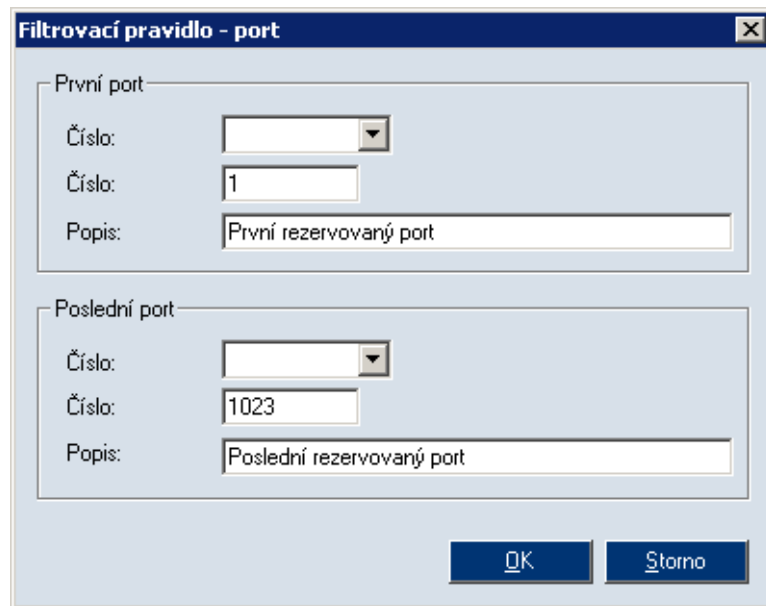 Filtrovací pravidlo - port
První port
Číslo:
Číslo: 1
Popis: První rezervovaný port
Poslední port
Číslo:
Číslo: 1023
Popis: Poslední rezervovaný port
OK Storno